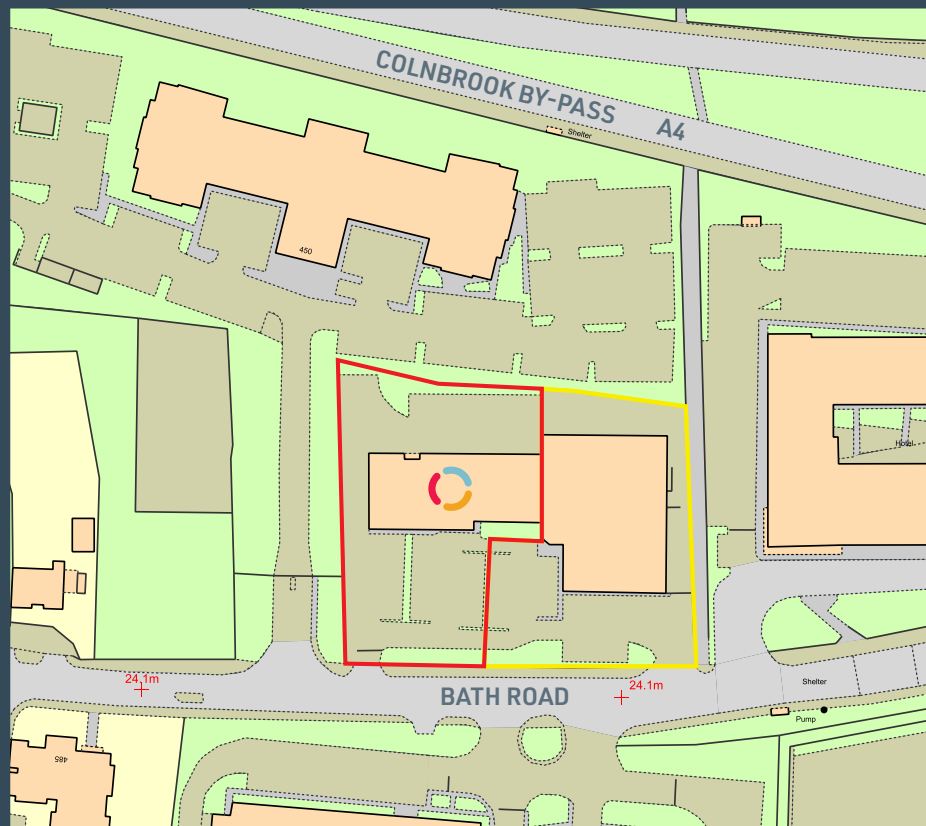 COLNBROOK BY-PASS A4
Shelter
450
Hotel
24.1m
24.1m
BATH ROAD
Shelter
Pump
485